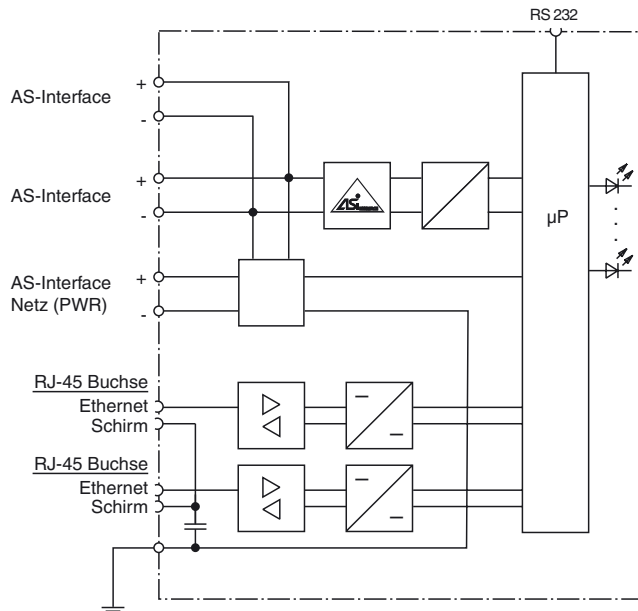 RS 232
AS-Interface
+
-
AS-Interface
+
-
AS-Interface
Netz (PWR)
+
-
µP
RJ-45 Buchse
Ethernet
Schirm
RJ-45 Buchse
Ethernet
Schirm